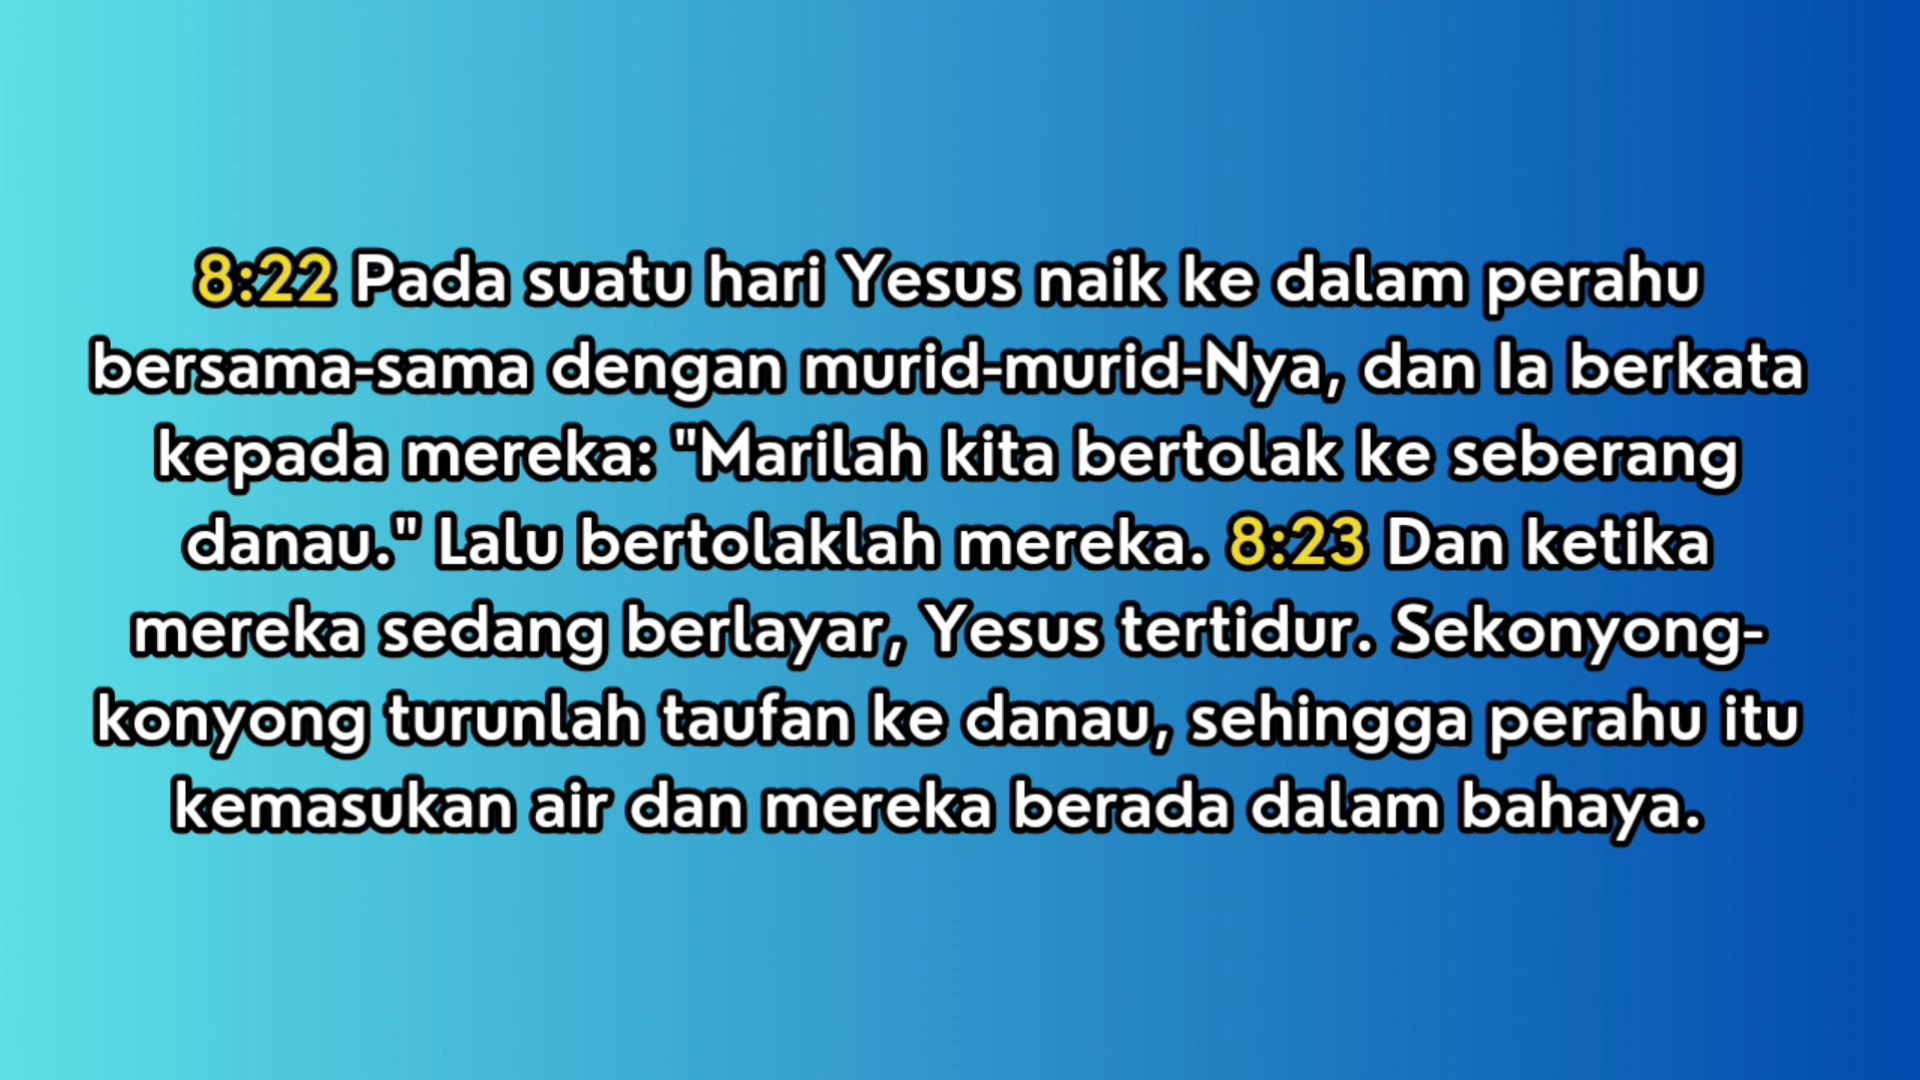 8:22 Pada suatu hari Yesus naik ke dalam perahu
bersama-sama dengan murid-murid-Nya, dan Ia berkata
kepada mereka: "Marilah kita bertolak ke seberang
danau." Lalu bertolaklah mereka. 8:23 Dan ketika
mereka sedang berlayar, Yesus tertidur. Sekonyong-
konyong turunlah taufan ke danau, sehingga perahu itu
kemasukan air dan mereka berada dalam bahaya.